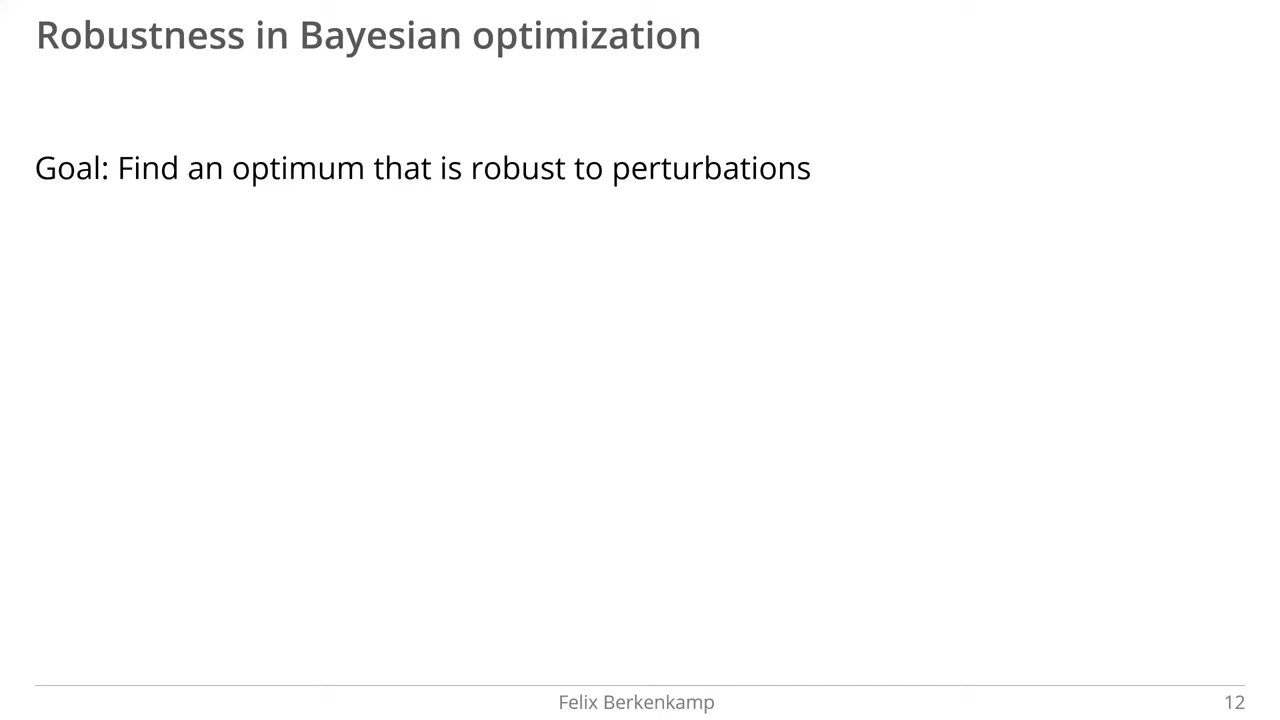 Robustness in Bayesian optimization
Goal: Find an optimum that is robust to perturbations
Felix Berkenkamp
12